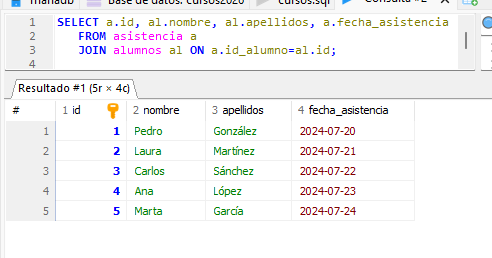 Base de datos: cursos2020
cursos.sql
Consulta #2
1 SELECT a.id, al.nombre, al.apellidos, a.fecha_asistencia
2 FROM asistencia a
3 JOIN alumnos al ON a.id_alumno=al.id;
4
Resultado #1 (5r × 4c)
# 1 id 2 nombre 3 apellidos 4 fecha_asistencia
1 1 Pedro González 2024-07-20
2 2 Laura Martínez 2024-07-21
3 3 Carlos Sánchez 2024-07-22
4 4 Ana López 2024-07-23
5 5 Marta García 2024-07-24